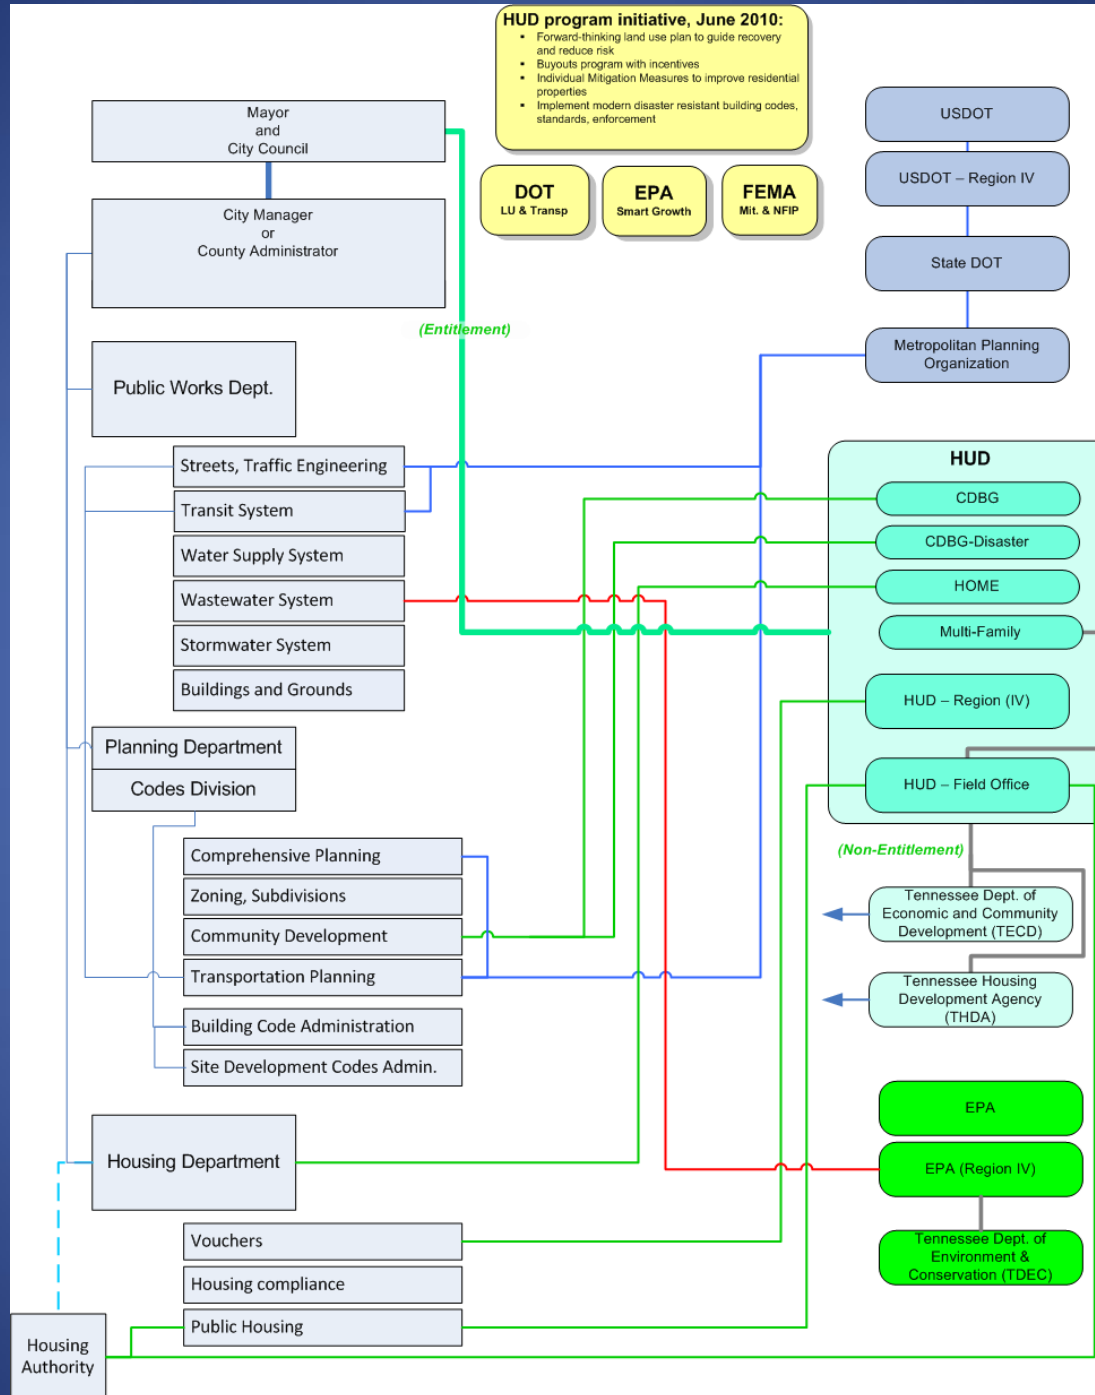 HUD program initiative, June 2010:
▪ Forward-thinking land use plan to guide recovery
and reduce risk
▪ Buyouts program with incentives
▪ Individual Mitigation Measures to improve residential
properties
▪ Implement modern disaster resistant building codes,
standards, enforcement
DOT
LU & Transp
EPA
Smart Growth
FEMA
Mit. & NFIP
Mayor
and
City Council
City Manager
or
County Administrator
(Entitlement)
Public Works Dept.
Streets, Traffic Engineering
Transit System
Water Supply System
Wastewater System
Stormwater System
Buildings and Grounds
Planning Department
Codes Division
Comprehensive Planning
Zoning, Subdivisions
Community Development
Transportation Planning
Building Code Administration
Site Development Codes Admin.
Housing Department
Vouchers
Housing compliance
Public Housing
Housing
Authority
USDOT
USDOT – Region IV
State DOT
Metropolitan Planning
Organization
HUD
CDBG
CDBG-Disaster
HOME
Multi-Family
HUD – Region (IV)
HUD – Field Office
(Non-Entitlement)
Tennessee Dept. of
Economic and Community
Development (TECD)
Tennessee Housing
Development Agency
(THDA)
EPA
EPA (Region IV)
Tennessee Dept. of
Environment &
Conservation (TDEC)